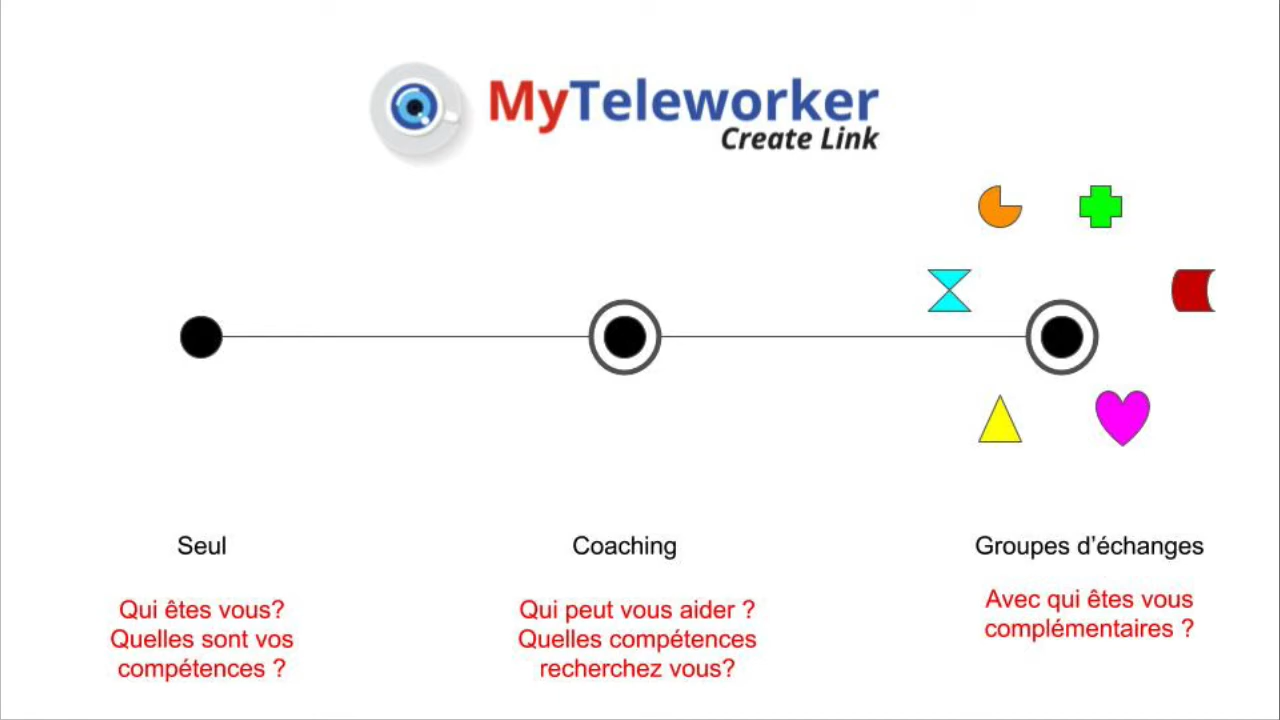 MyTeleworker
Create Link
Seul
Coaching
Groupes d'échanges
Qui êtes vous?
Quelles sont vos
compétences ?
Qui peut vous aider ?
Quelles compétences
recherchez vous?
Avec qui êtes vous
complémentaires ?